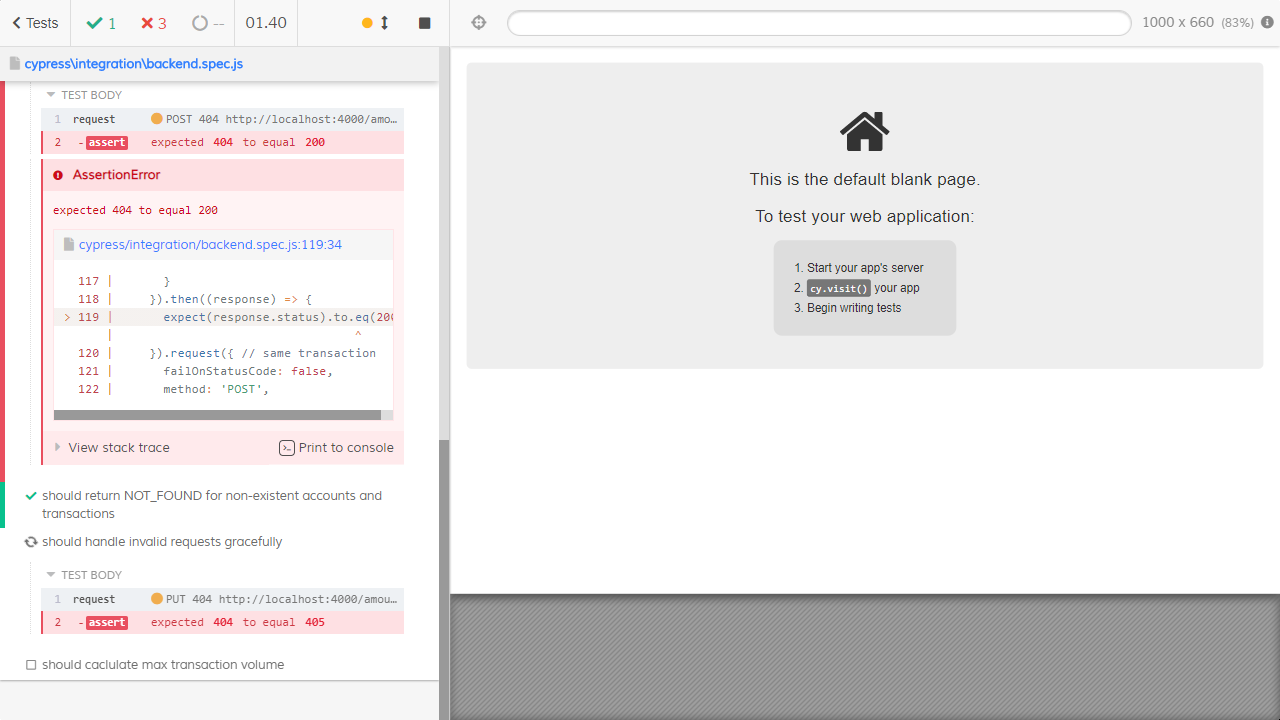 Tests 1 3 -- 01.40 1000 x 660 (83%)
cypress\integration\backend.spec.js
TEST BODY
1 request POST 404 http://localhost:4000/amo…
2 -assert expected 404 to equal 200
AssertionError
expected 404 to equal 200
cypress/integration/backend.spec.js:119:34
117 | }
118 | }).then((response) => {
> 119 | expect(response.status).to.eq(200
| ^
120 | }).request({ // same transaction
121 | failOnStatusCode: false,
122 | method: 'POST',
View stack trace Print to console
should return NOT_FOUND for non-existent accounts and
transactions
should handle invalid requests gracefully
TEST BODY
1 request PUT 404 http://localhost:4000/amou…
2 -assert expected 404 to equal 405
should caclulate max transaction volume
This is the default blank page.
To test your web application:
1. Start your app's server
2. cy.visit() your app
3. Begin writing tests